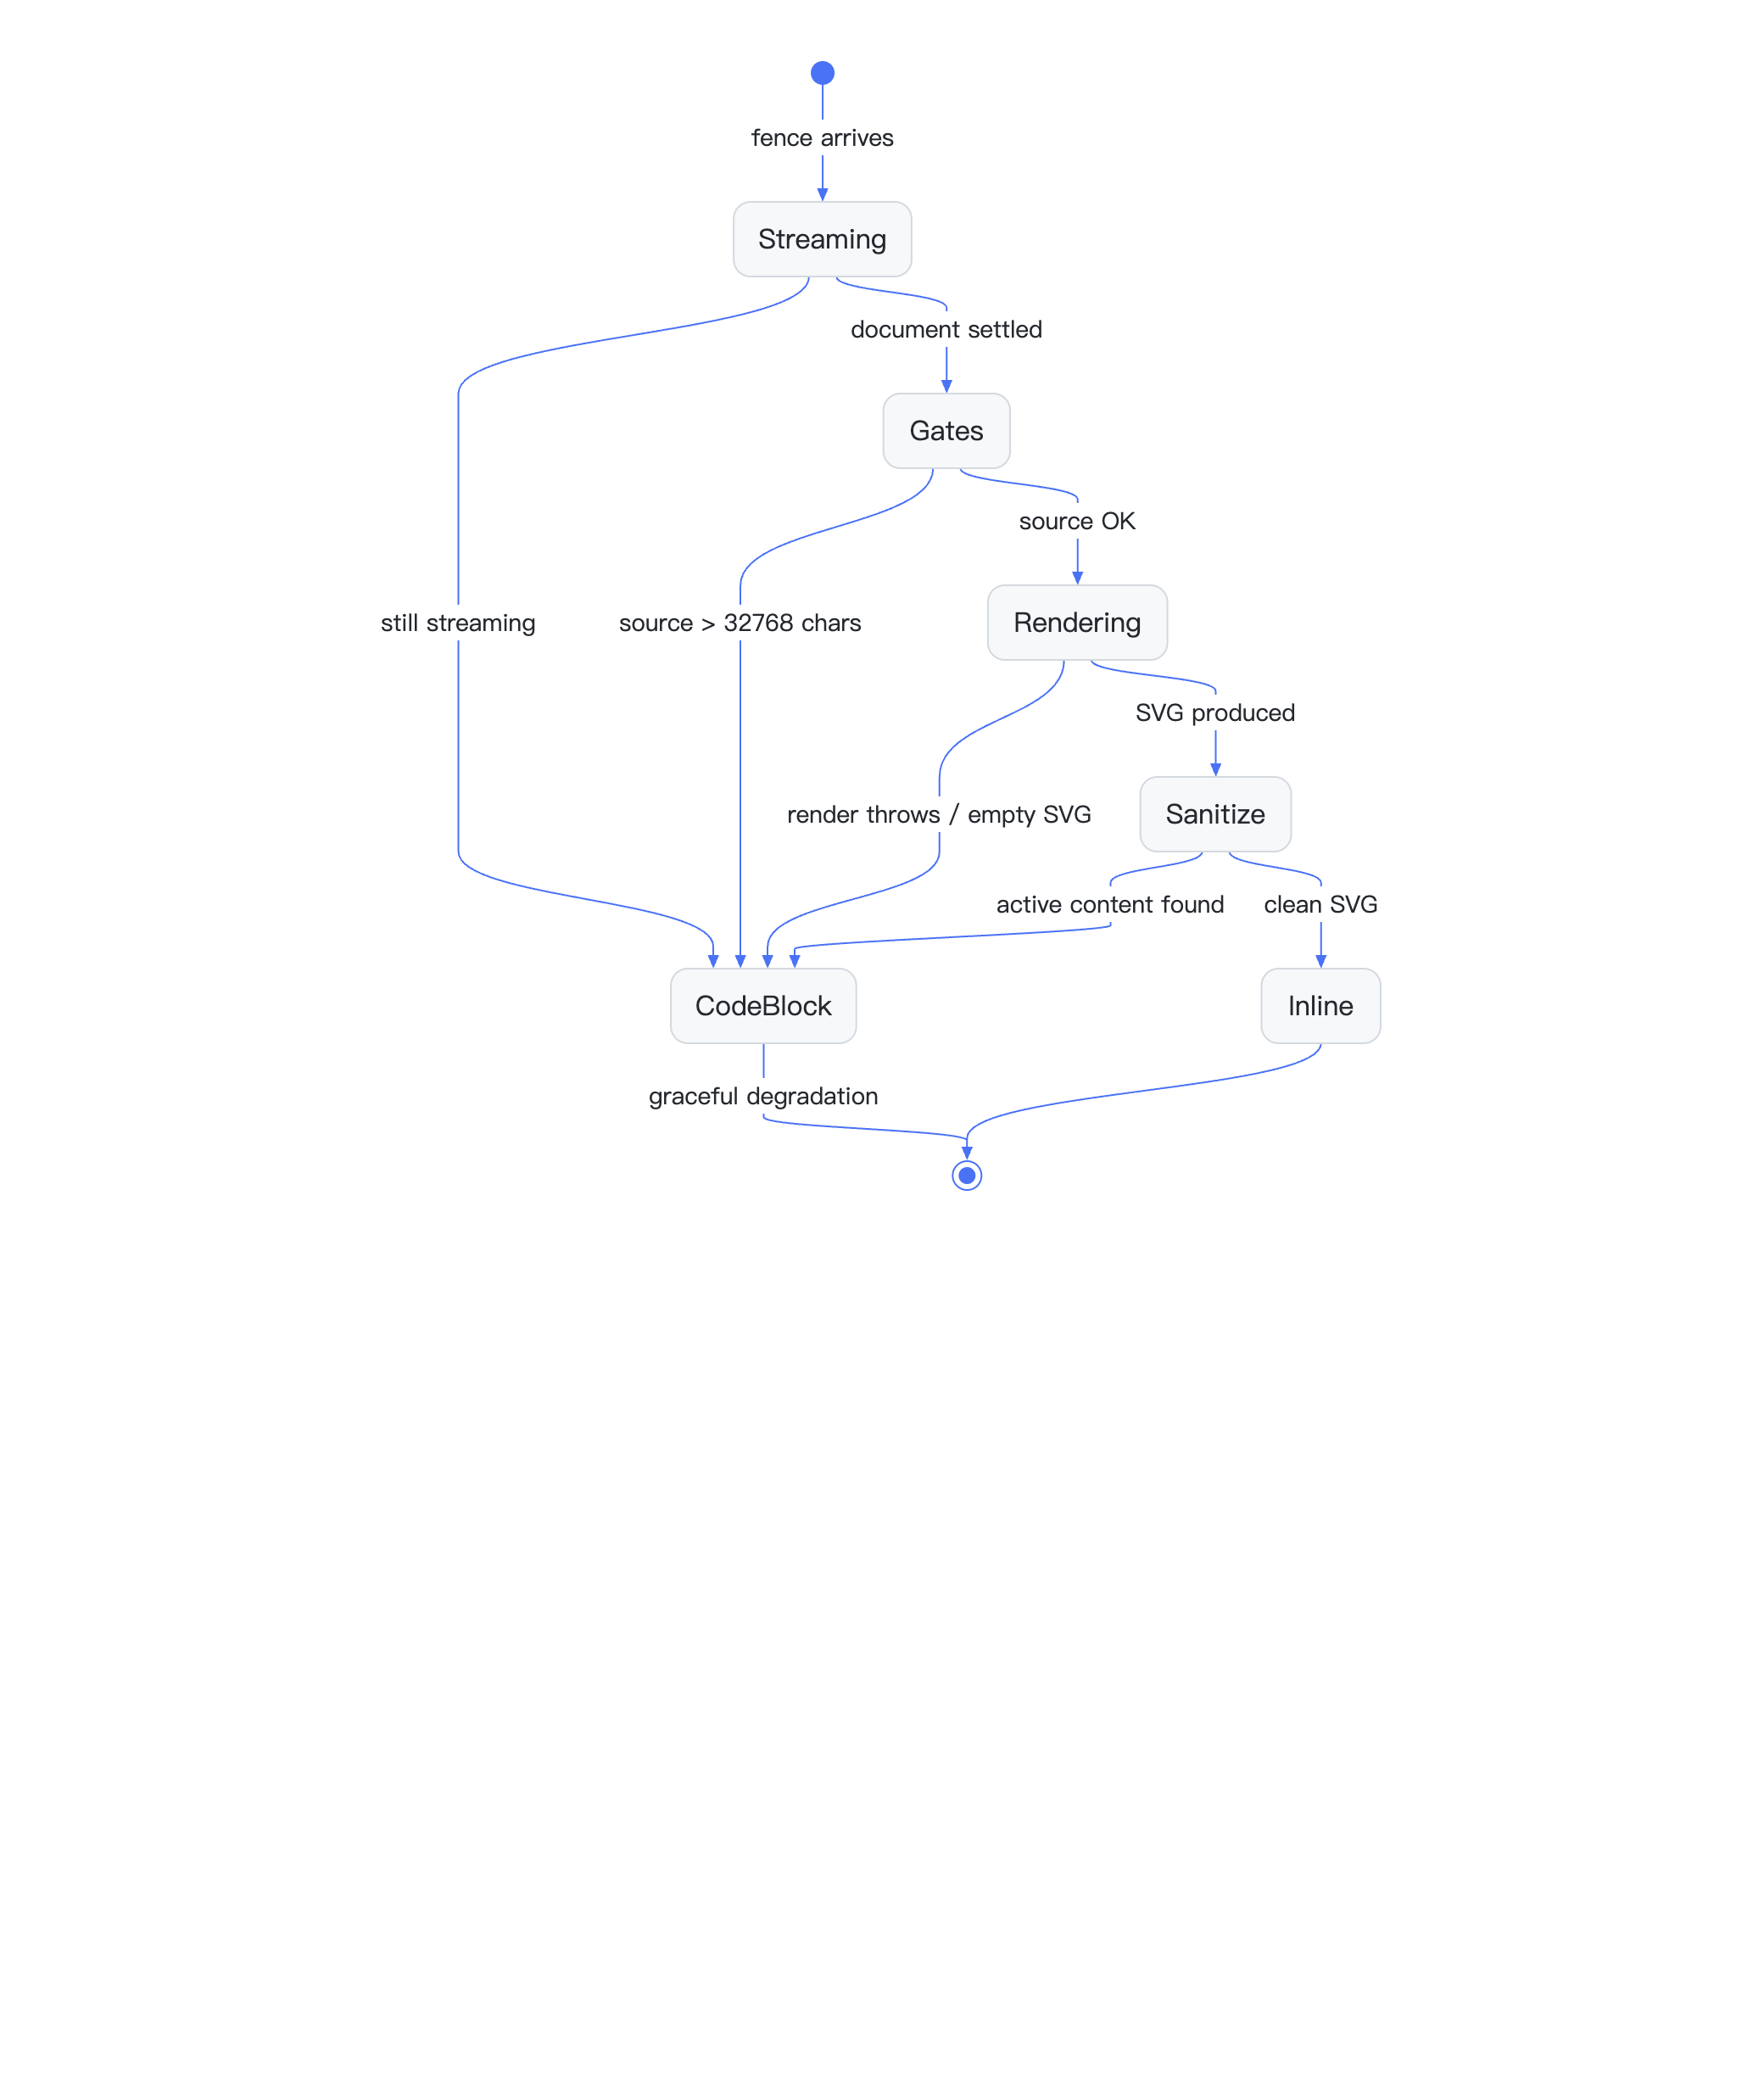 fence arrives
Streaming
document settled
Gates
source OK
still streaming
source > 32768 chars
Rendering
SVG produced
render throws / empty SVG
Sanitize
active content found
clean SVG
CodeBlock
Inline
graceful degradation